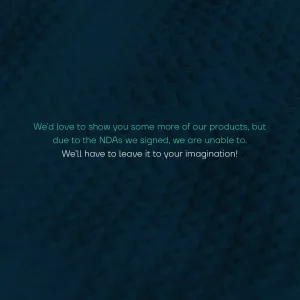 We'd love to show you some more of our products, but
due to the NDAs we signed, we are unable to.
We'll have to leave it to your imagination!